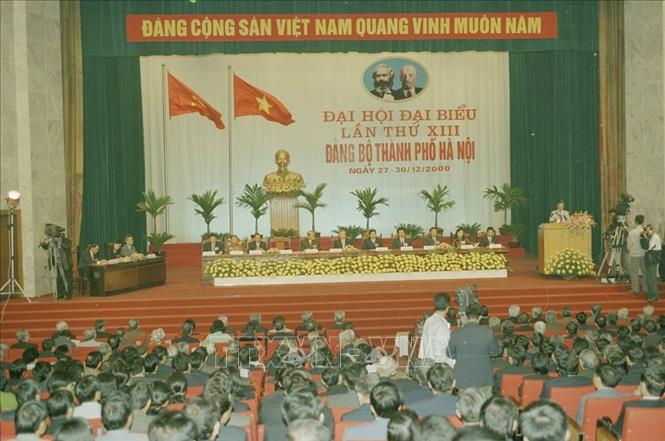 ĐẢNG CỘNG SẢN VIỆT NAM QUANG VINH MUÔN NĂM
ĐẠI HỘI ĐẠI BIỂU
LẦN THỨ XIII
ĐẢNG BỘ THÀNH PHỐ HÀ NỘI
NGÀY 27 - 30/12/2000